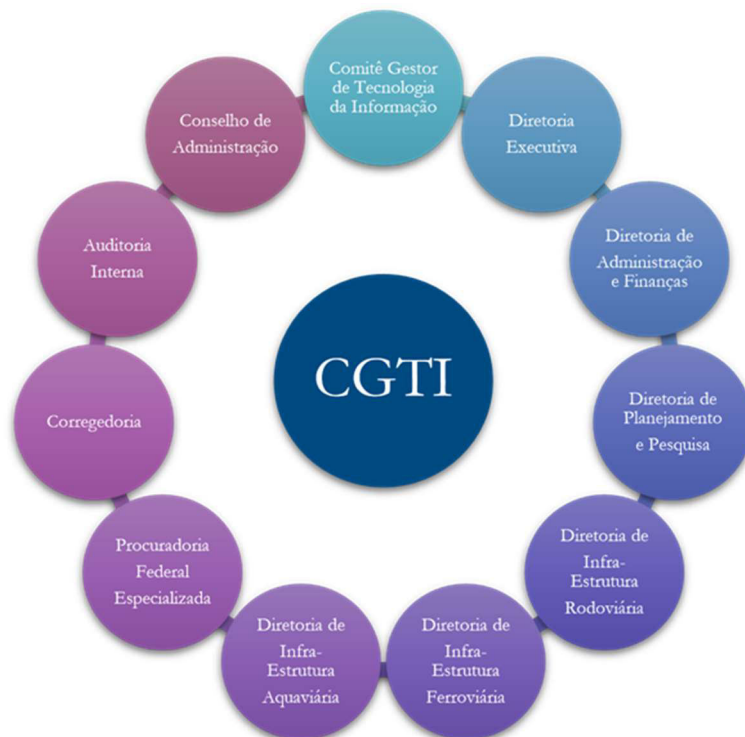 Comitê Gestor
de Tecnologia
da Informação
Diretoria
Executiva
Diretoria de
Administração
e Finanças
Diretoria de
Planejamento
e Pesquisa
Diretoria de
Infra-
Estrutura
Rodoviária
Diretoria de
Infra-
Estrutura
Ferroviária
Diretoria de
Infra-
Estrutura
Aquaviária
Procuradoria
Federal
Especializada
Corregedoria
Auditoria
Interna
Conselho de
Administração
CGTI